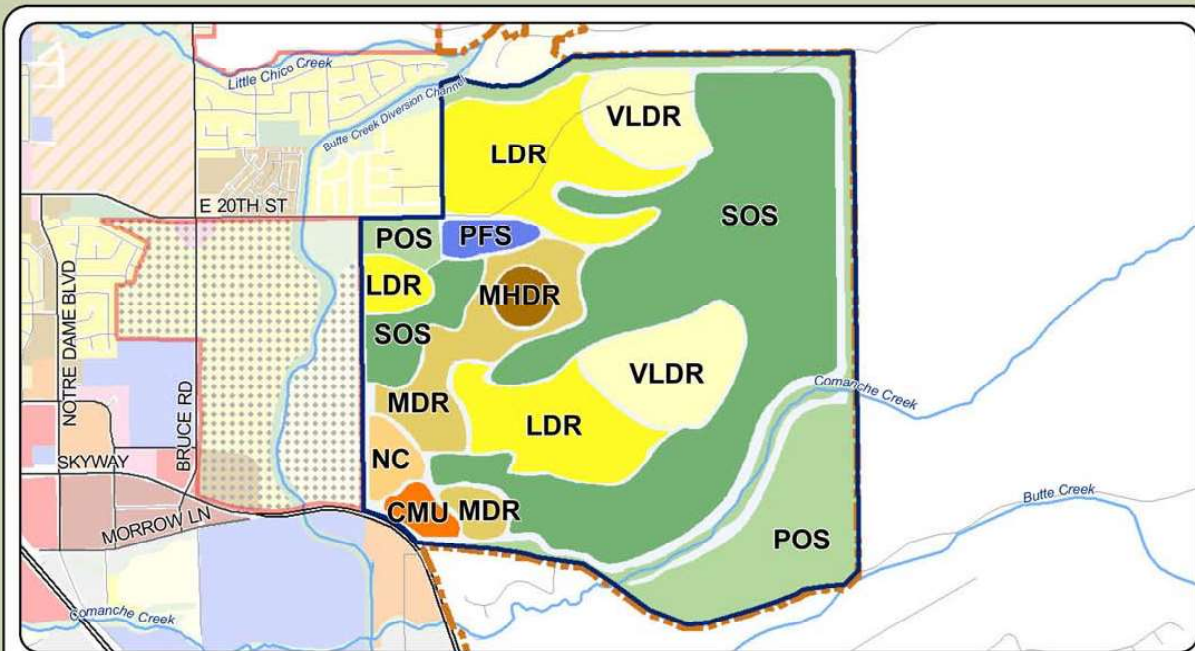 Little Chico Creek
Butte Creek Diversion Channel
VLDR
LDR
E 20TH ST
SOS
POS
PFS
LDR
MHDR
SOS
NOTRE DAME BLVD
BRUCE RD
VLDR
Comanche Creek
MDR
LDR
NC
SKYWAY
Butte Creek
CMU
MDR
MORROW LN
POS
Comanche Creek